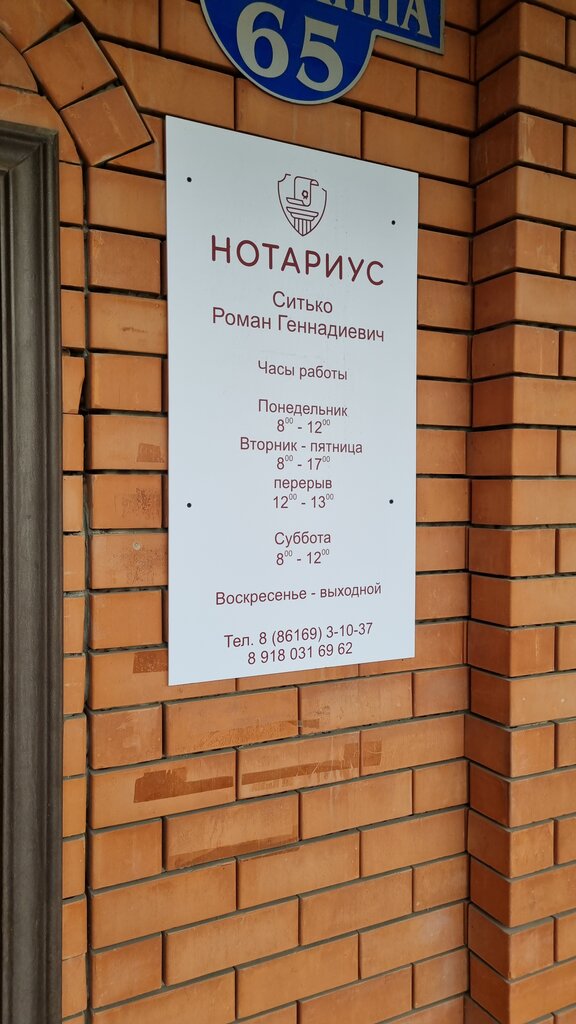 65
НОТАРИУС
Ситько
Роман Геннадиевич
Часы работы
Понедельник
8⁰⁰ - 12⁰⁰
Вторник - пятница
8⁰⁰ - 17⁰⁰
перерыв
12⁰⁰ - 13⁰⁰
Суббота
8⁰⁰ - 12⁰⁰
Воскресенье - выходной
Тел. 8 (86169) 3-10-37
8 918 031 69 62